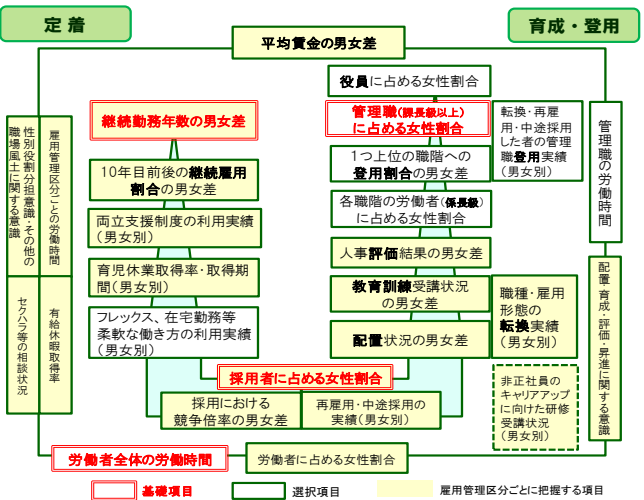 定着
育成・登用
平均賃金の男女差
役員に占める女性割合
継続勤務年数の男女差
管理職(課長級以上)
に占める女性割合
転換・再雇
用・中途採用
した者の管理
職登用実績
(男女別)
管理職の労働時間
性別役割分担意識・その他の
職場風土に関する意識
雇用管理区分ごとの労働時間
10年目前後の継続雇用
割合の男女差
1つ上位の職階への
登用割合の男女差
両立支援制度の利用実績
(男女別)
各職階の労働者(係長級)
に占める女性割合
育児休業取得率・取得期
間(男女別)
人事評価結果の男女差
セクハラ等の相談状況
有給休暇取得率
フレックス、在宅勤務等
柔軟な働き方の利用実績
(男女別)
教育訓練受講状況
の男女差
配置状況の男女差
職種・雇用
形態の
転換実績
(男女別)
配置・育成・評価・昇進に関する意識
採用者に占める女性割合
非正社員の
キャリアアップ
に向けた研修
受講状況
(男女別)
採用における
競争倍率の男女差
再雇用・中途採用の
実績(男女別)
労働者全体の労働時間
労働者に占める女性割合
基礎項目
選択項目
雇用管理区分ごとに把握する項目